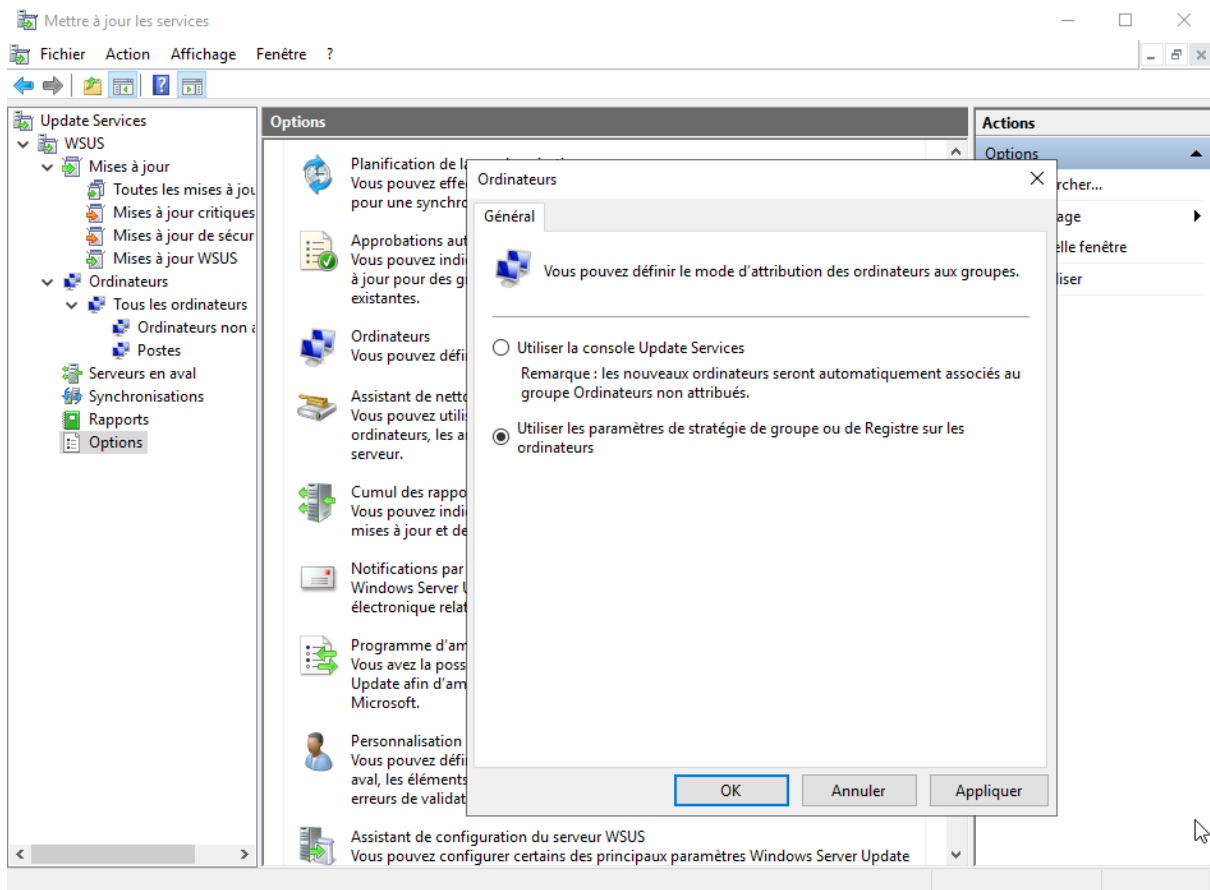 Mettre à jour les services
Fichier Action Affichage Fenêtre ?
Update Services
WSUS
Mises à jour
Toutes les mises à jou
Mises à jour critiques
Mises à jour de sécur
Mises à jour WSUS
Ordinateurs
Tous les ordinateurs
Ordinateurs non a
Postes
Serveurs en aval
Synchronisations
Rapports
Options
Options
Planification de
Vous pouvez effe
pour une synchro
Approbations aut
Vous pouvez indi
à jour pour des g
existantes.
Ordinateurs
Vous pouvez défi
Assistant de netto
Vous pouvez utilis
ordinateurs, les a
serveur.
Cumul des rappo
Vous pouvez indi
mises à jour et de
Notifications par
Windows Server
électronique relat
Programme d'am
Vous avez la poss
Update afin d'am
Microsoft.
Personnalisation
Vous pouvez défi
aval, les éléments
erreurs de validat
Assistant de configuration du serveur WSUS
Vous pouvez configurer certains des principaux paramètres Windows Server Update
Ordinateurs
Général
Vous pouvez définir le mode d'attribution des ordinateurs aux groupes.
Utiliser la console Update Services
Remarque : les nouveaux ordinateurs seront automatiquement associés au
groupe Ordinateurs non attribués.
Utiliser les paramètres de stratégie de groupe ou de Registre sur les
ordinateurs
OK Annuler Appliquer
Actions
Options
rcher...
age
elle fenêtre
liser